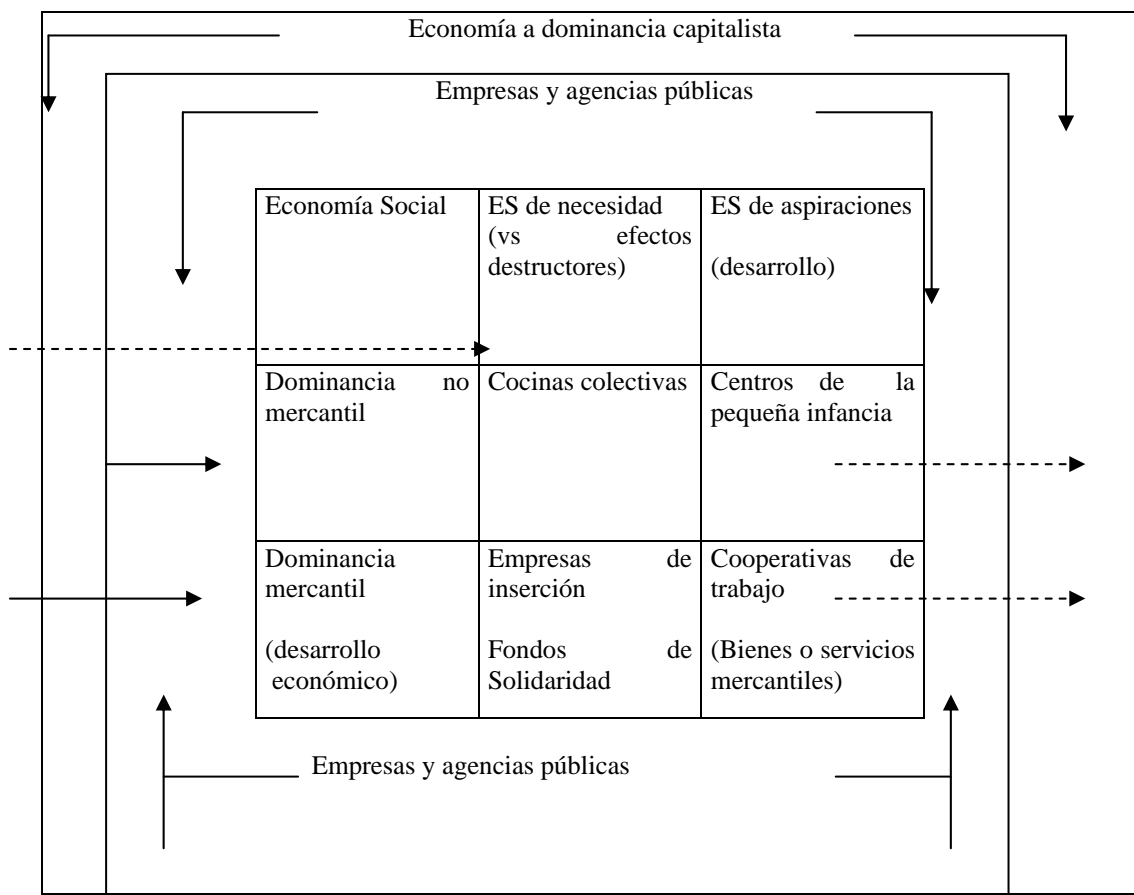 Economía a dominancia capitalista
Empresas y agencias públicas
Economía Social
ES de necesidad
(vs efectos
destructores)
ES de aspiraciones
(desarrollo)
Dominancia no
mercantil
Cocinas colectivas
Centros de la
pequeña infancia
Dominancia
mercantil
(desarrollo
económico)
Empresas de
inserción
Fondos de
Solidaridad
Cooperativas de
trabajo
(Bienes o servicios
mercantiles)
Empresas y agencias públicas